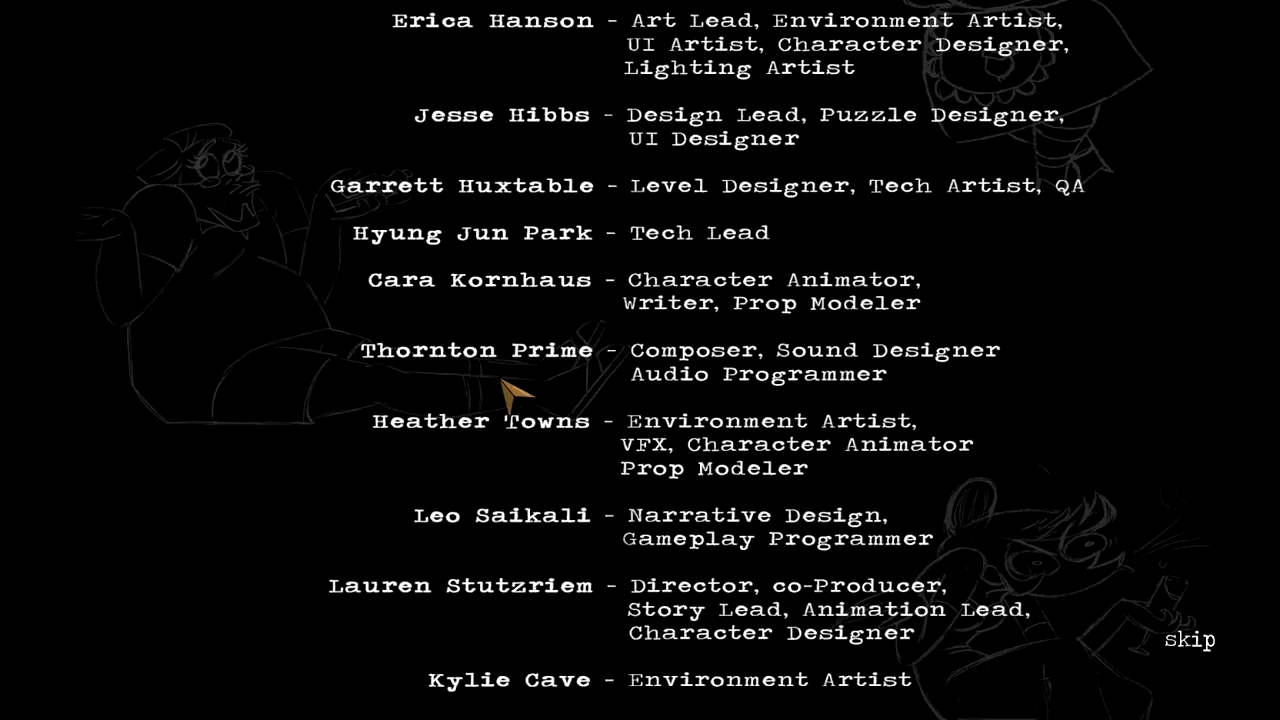 Erica Hanson - Art Lead, Environment Artist,
UI Artist, Character Designer,
Lighting Artist
Jesse Hibbs - Design Lead, Puzzle Designer,
UI Designer
Garrett Huxtable - Level Designer, Tech Artist, QA
Hyung Jun Park - Tech Lead
Cara Kornhaus - Character Animator,
Writer, Prop Modeler
Thornton Prime - Composer, Sound Designer
Audio Programmer
Heather Towns - Environment Artist,
VFX, Character Animator
Prop Modeler
Leo Saikali - Narrative Design,
Gameplay Programmer
Lauren Stutzriem - Director, co-Producer,
Story Lead, Animation Lead,
Character Designer
skip
Kylie Cave - Environment Artist